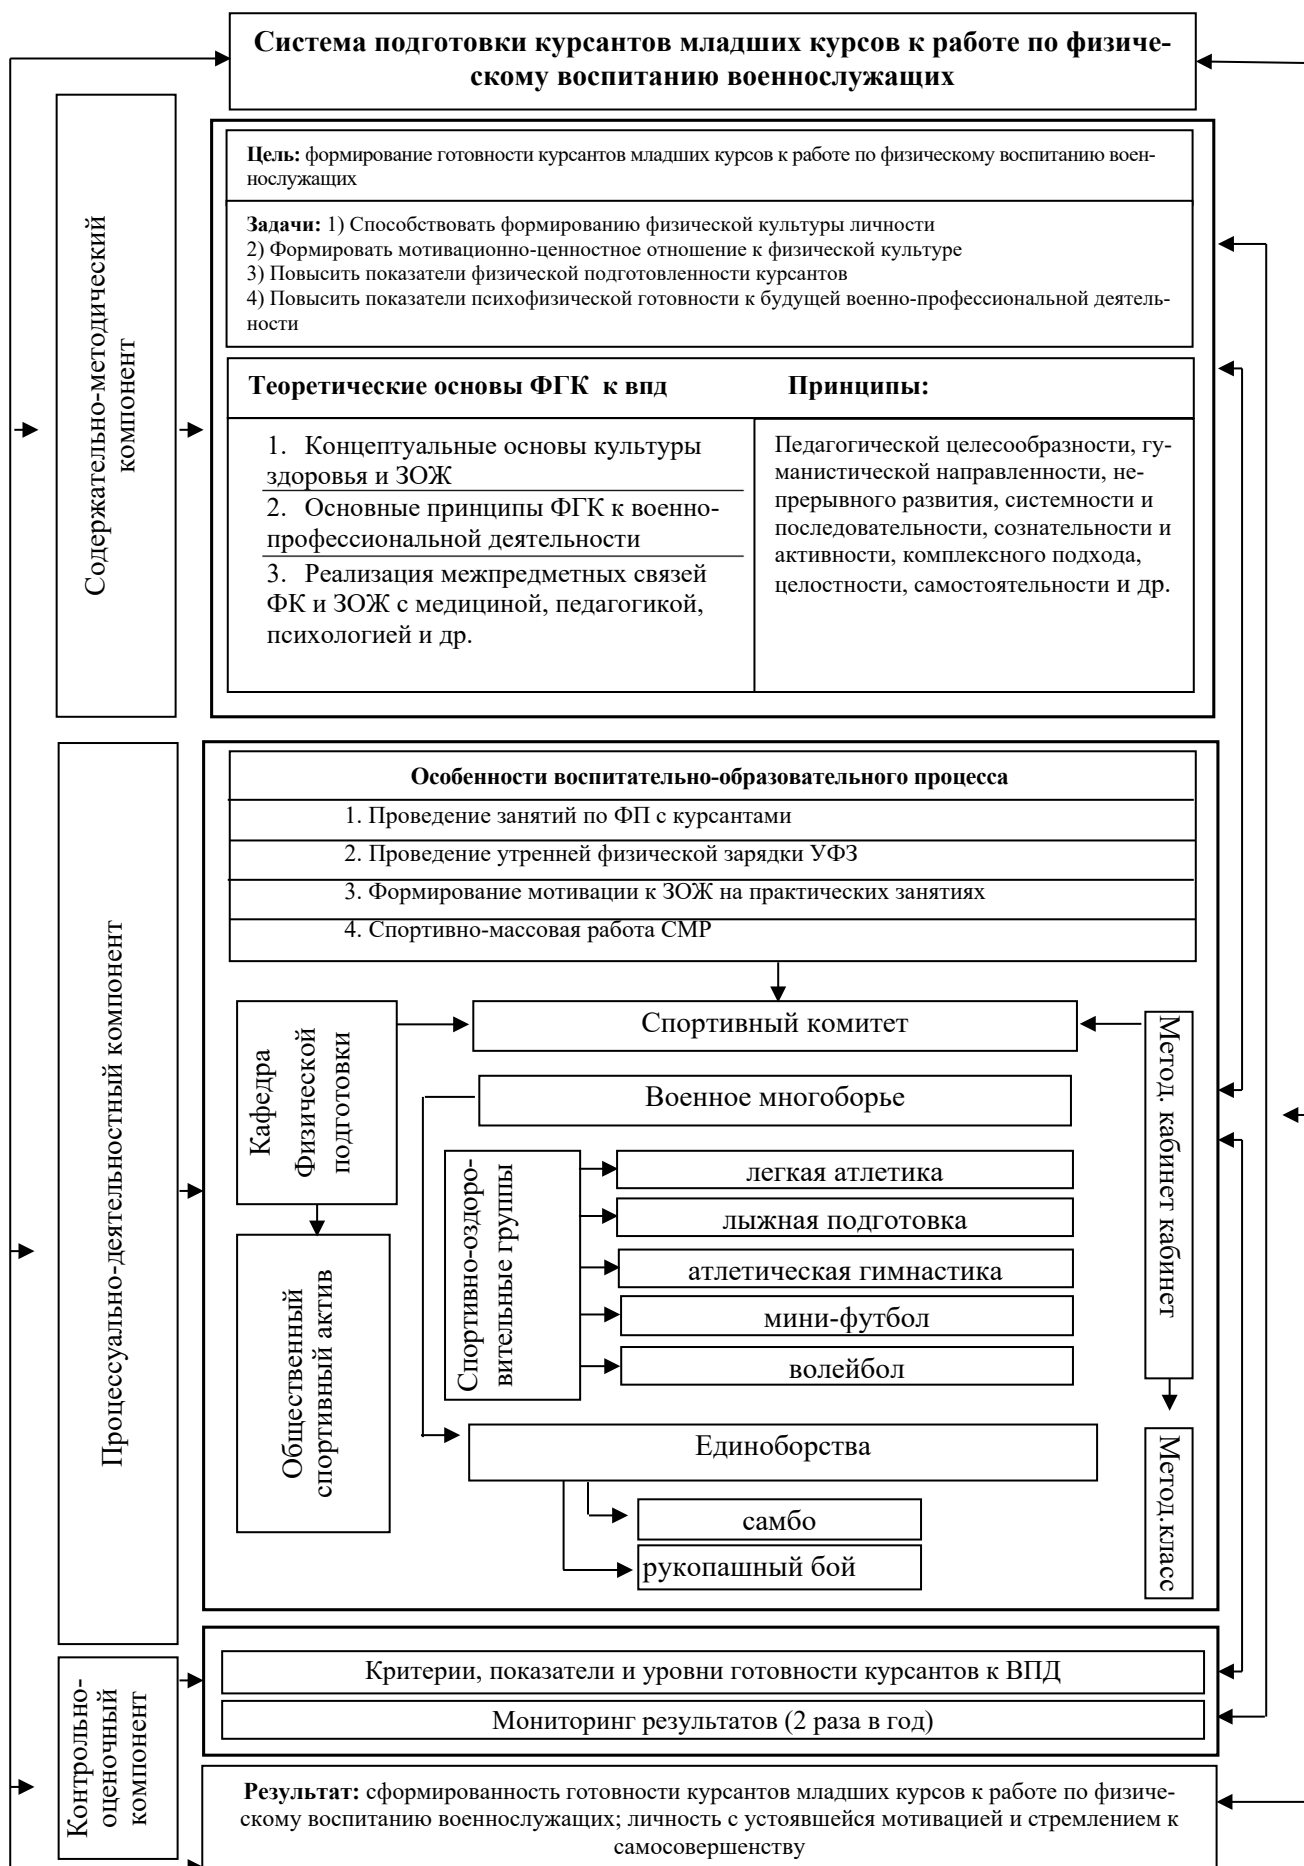 Система подготовки курсантов младших курсов к работе по физиче-
скому воспитанию военнослужащих
Содержательно-методический
компонент
Цель: формирование готовности курсантов младших курсов к работе по физическому воспитанию воен-
нослужащих
Задачи: 1) Способствовать формированию физической культуры личности
2) Формировать мотивационно-ценностное отношение к физической культуре
3) Повысить показатели физической подготовленности курсантов
4) Повысить показатели психофизической готовности к будущей военно-профессиональной деятель-
ности
Теоретические основы ФГК к впд
1. Концептуальные основы культуры
здоровья и ЗОЖ
2. Основные принципы ФГК к военно-
профессиональной деятельности
3. Реализация межпредметных связей
ФК и ЗОЖ с медициной, педагогикой,
психологией и др.
Принципы:
Педагогической целесообразности, гу-
манистической направленности, не-
прерывного развития, системности и
последовательности, сознательности и
активности, комплексного подхода,
целостности, самостоятельности и др.
Процессуально-деятельностный компонент
Особенности воспитательно-образовательного процесса
1. Проведение занятий по ФП с курсантами
2. Проведение утренней физической зарядки УФЗ
3. Формирование мотивации к ЗОЖ на практических занятиях
4. Спортивно-массовая работа СМР
Кафедра
Физической
подготовки
Спортивный комитет
Метод. кабинет кабинет
Военное многоборье
Общественный
спортивный актив
Спортивно-оздоро-
вительные группы
легкая атлетика
лыжная подготовка
атлетическая гимнастика
мини-футбол
волейбол
Единоборства
самбо
рукопашный бой
Метод.класс
Контрольно-
оценочный
компонент
Критерии, показатели и уровни готовности курсантов к ВПД
Мониторинг результатов (2 раза в год)
Результат: сформированность готовности курсантов младших курсов к работе по физиче-
скому воспитанию военнослужащих; личность с устоявшейся мотивацией и стремлением к
самосовершенству